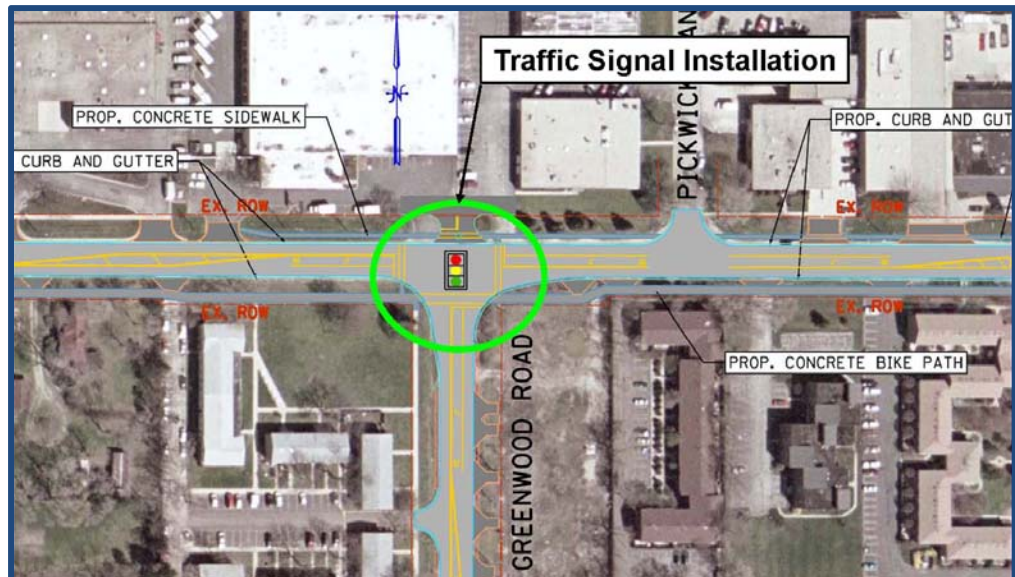 Traffic Signal Installation
PROP. CONCRETE SIDEWALK
PICKWICK
PROP. CURB AND
CURB AND GUTTER
N
EX. ROW
EX. ROW
EX. ROW
EX. ROW
PROP. CONCRETE BIKE PATH
GREENWOOD ROAD